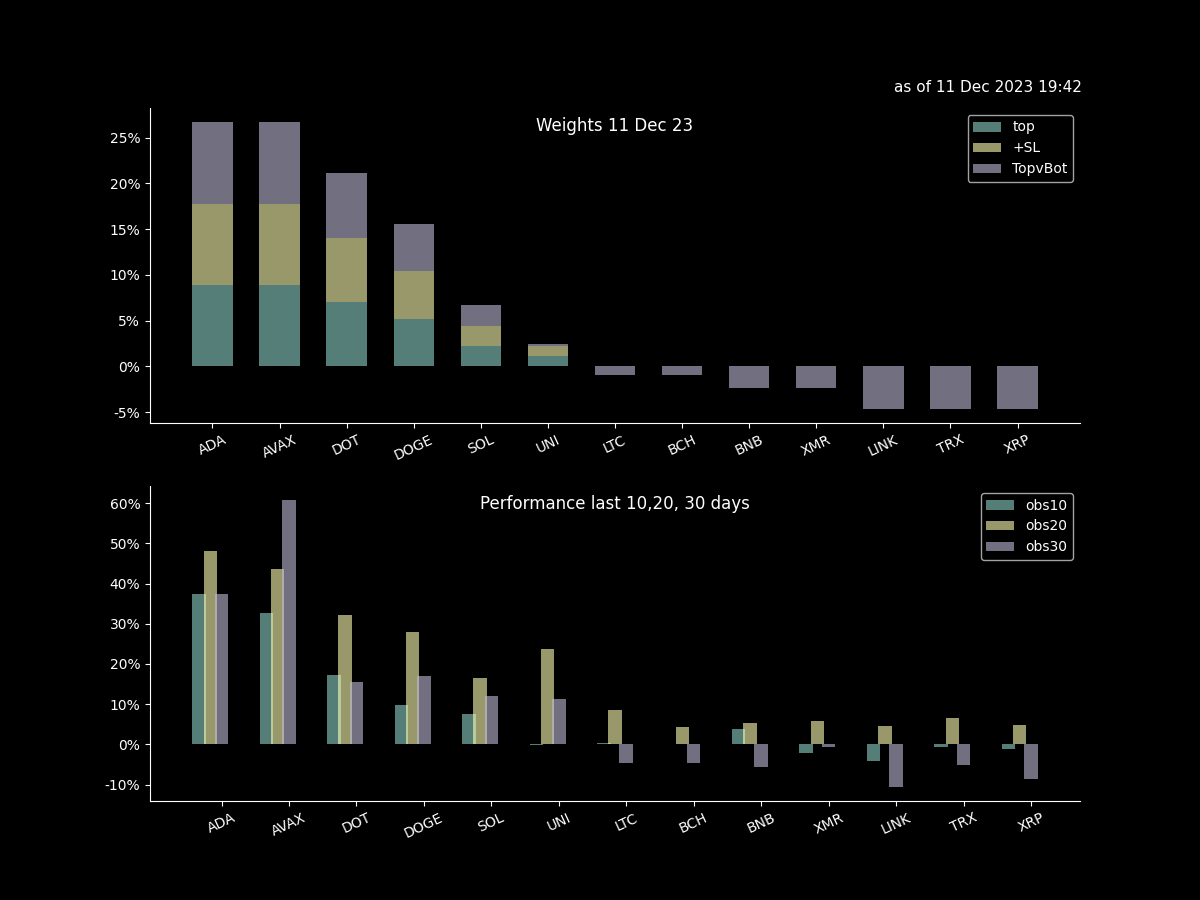 as of 11 Dec 2023 19:42
Weights 11 Dec 23
top
+SL
TopvBot
25%
20%
15%
10%
5%
0%
-5%
ADA AVAX DOT DOGE SOL UNI LTC BCH BNB XMR LINK TRX XRP
Performance last 10,20, 30 days
obs10
obs20
obs30
60%
50%
40%
30%
20%
10%
0%
-10%
ADA AVAX DOT DOGE SOL UNI LTC BCH BNB XMR LINK TRX XRP